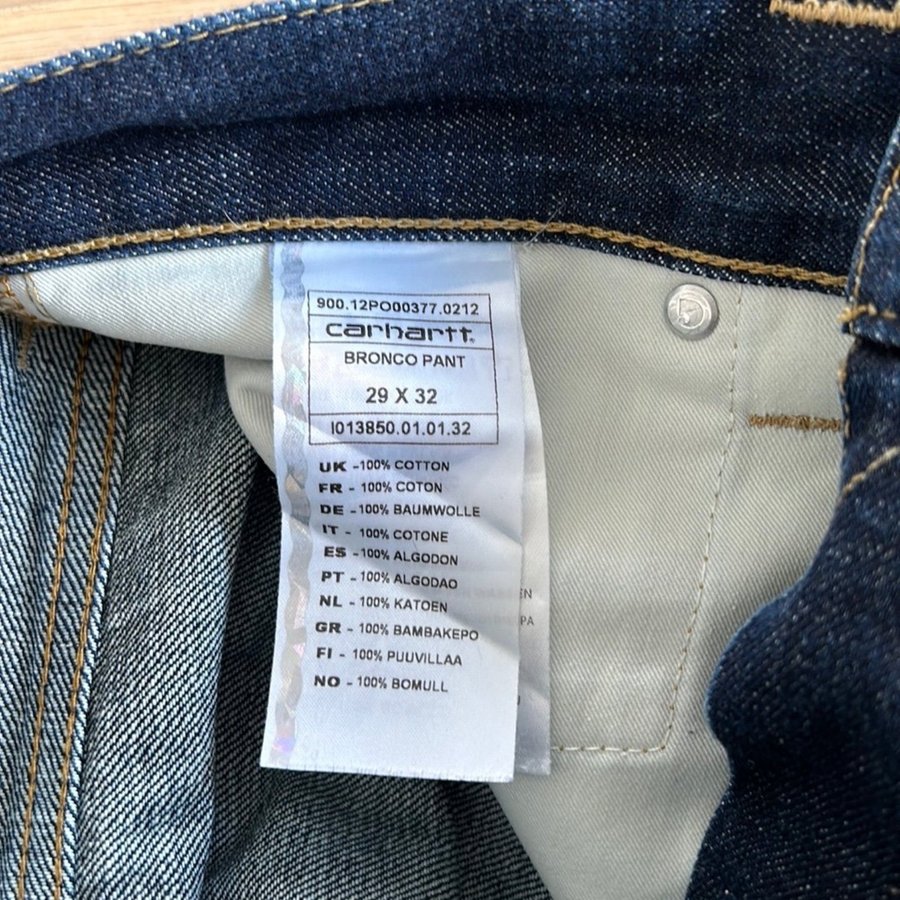 900.12PO00377.0212
carhartt
BRONCO PANT
29 X 32
I013850.01.01.32
UK -100% COTTON
FR - 100% COTON
DE - 100% BAUMWOLLE
IT - 100% COTONE
ES -100% ALGODON
PT - 100% ALGODAO
NL - 100% KATOEN
GR - 100% BAMBAKEPO
FI - 100% PUUVILLAA
NO - 100% BOMULL